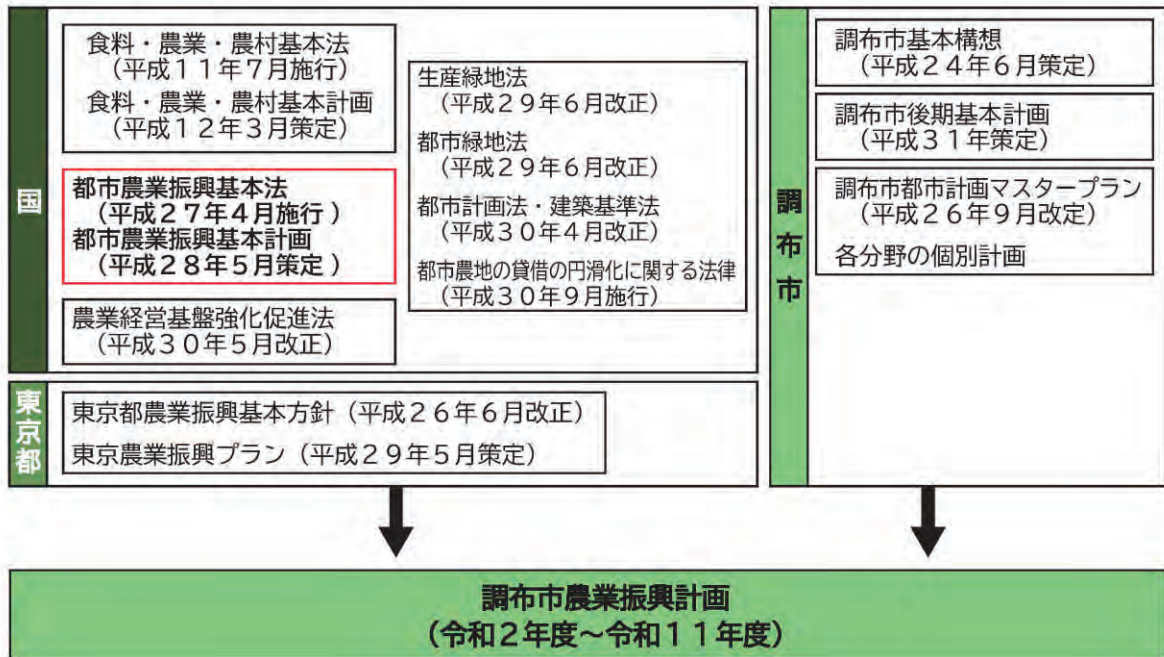 国
食料・農業・農村基本法
（平成１１年７月施行）
食料・農業・農村基本計画
（平成１２年３月策定）
都市農業振興基本法
（平成２７年４月施行）
都市農業振興基本計画
（平成２８年５月策定）
農業経営基盤強化促進法
（平成３０年５月改正）
生産緑地法
（平成２９年６月改正）
都市緑地法
（平成２９年６月改正）
都市計画法・建築基準法
（平成３０年４月改正）
都市農地の貸借の円滑化に関する法律
（平成３０年９月施行）
東京都
東京都農業振興基本方針（平成２６年６月改正）
東京農業振興プラン（平成２９年５月策定）
調布市
調布市基本構想
（平成２４年６月策定）
調布市後期基本計画
（平成３１年策定）
調布市都市計画マスタープラン
（平成２６年９月改定）
各分野の個別計画
調布市農業振興計画
（令和２年度～令和１１年度）